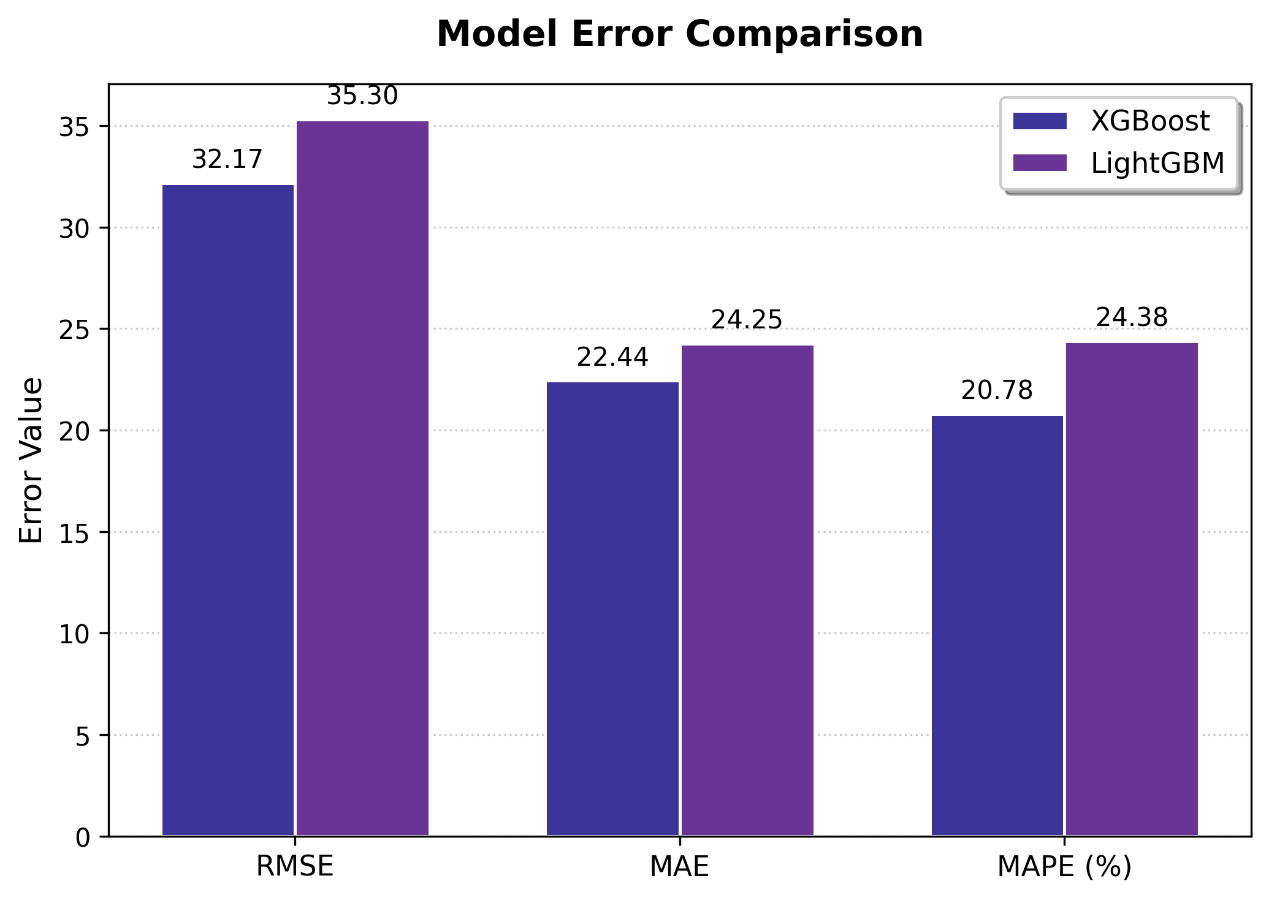 Model Error Comparison
35.30
XGBoost
LightGBM
35
32.17
30
25
24.25
24.38
22.44
20.78
Error Value
20
15
10
5
0
RMSE
MAE
MAPE (%)